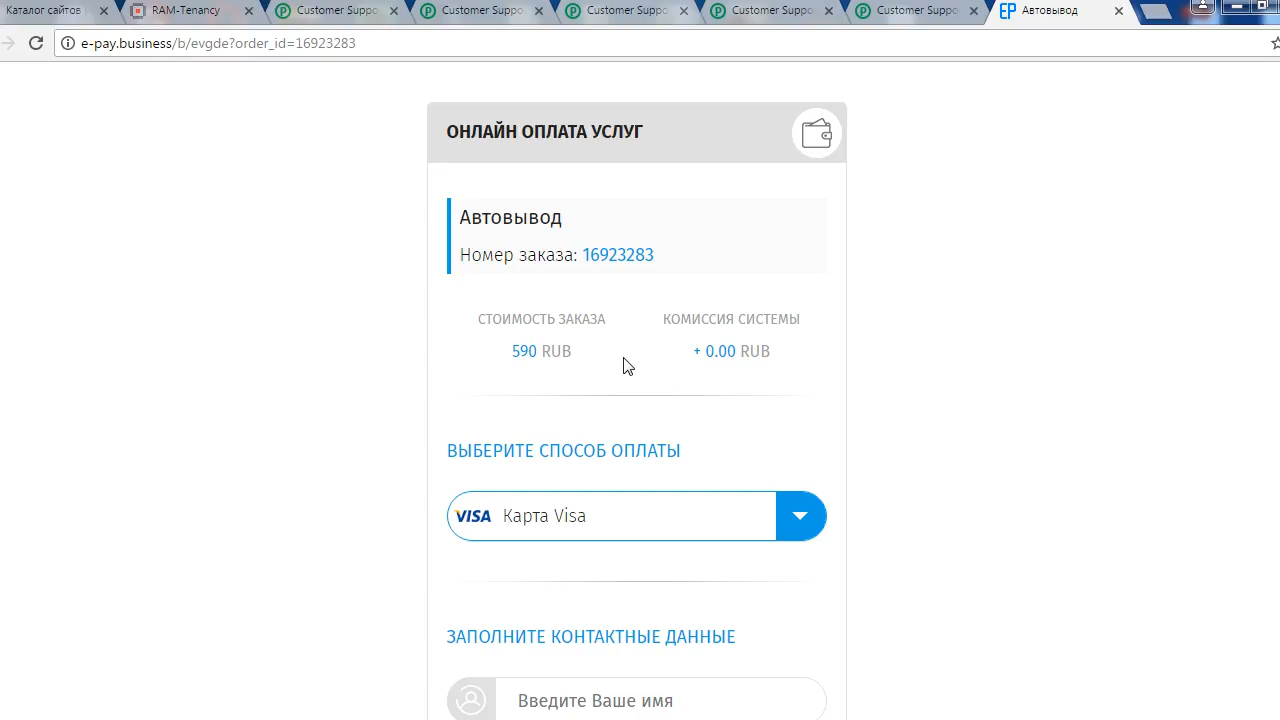 Каталог сайтов
RAM-Tenancy
Customer Suppo
Customer Suppo
Customer Suppo
Customer Suppo
Customer Suppo
EP Автовывод
e-pay.business/b/evgde?order_id=16923283
ОНЛАЙН ОПЛАТА УСЛУГ
Автовывод
Номер заказа: 16923283
СТОИМОСТЬ ЗАКАЗА
590 RUB
КОМИССИЯ СИСТЕМЫ
+ 0.00 RUB
ВЫБЕРИТЕ СПОСОБ ОПЛАТЫ
VISA Карта Visa
ЗАПОЛНИТЕ КОНТАКТНЫЕ ДАННЫЕ
Введите Ваше имя